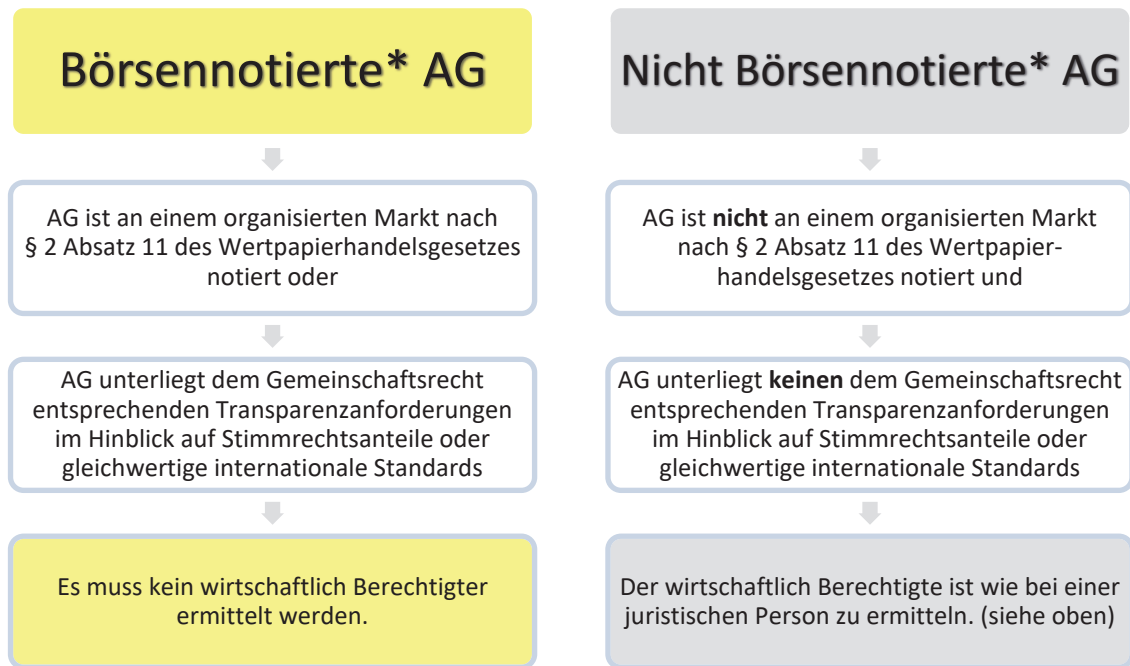 Börsennotierte* AG
AG ist an einem organisierten Markt nach
§ 2 Absatz 11 des Wertpapierhandelsgesetzes
notiert oder
AG unterliegt dem Gemeinschaftsrecht
entsprechenden Transparenzanforderungen
im Hinblick auf Stimmrechtsanteile oder
gleichwertige internationale Standards
Es muss kein wirtschaftlich Berechtigter
ermittelt werden.
Nicht Börsennotierte* AG
AG ist nicht an einem organisierten Markt
nach § 2 Absatz 11 des Wertpapier-
handelsgesetzes notiert und
AG unterliegt keinen dem Gemeinschaftsrecht
entsprechenden Transparenzanforderungen
im Hinblick auf Stimmrechtsanteile oder
gleichwertige internationale Standards
Der wirtschaftlich Berechtigte ist wie bei einer
juristischen Person zu ermitteln. (siehe oben)